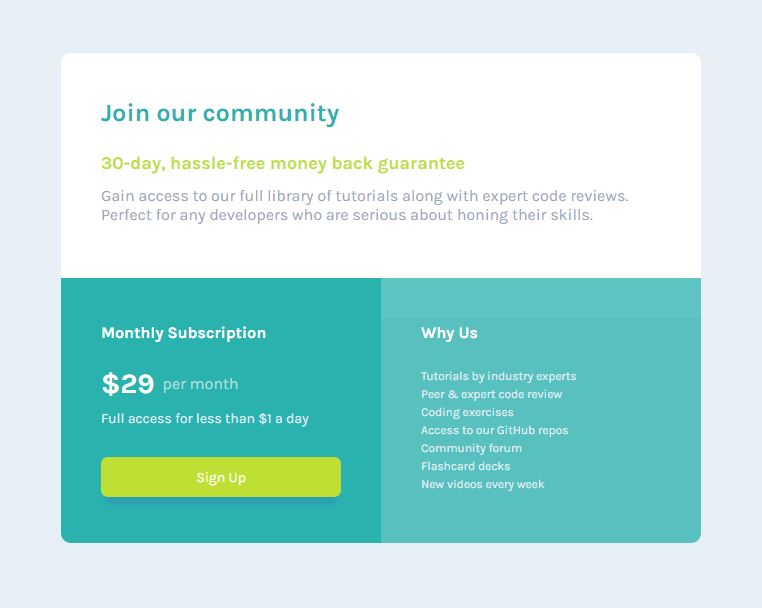 Join our community
30-day, hassle-free money back guarantee
Gain access to our full library of tutorials along with expert code reviews.
Perfect for any developers who are serious about honing their skills.
Monthly Subscription
$29 per month
Full access for less than $1 a day
Sign Up
Why Us
Tutorials by industry experts
Peer & expert code review
Coding exercises
Access to our GitHub repos
Community forum
Flashcard decks
New videos every week